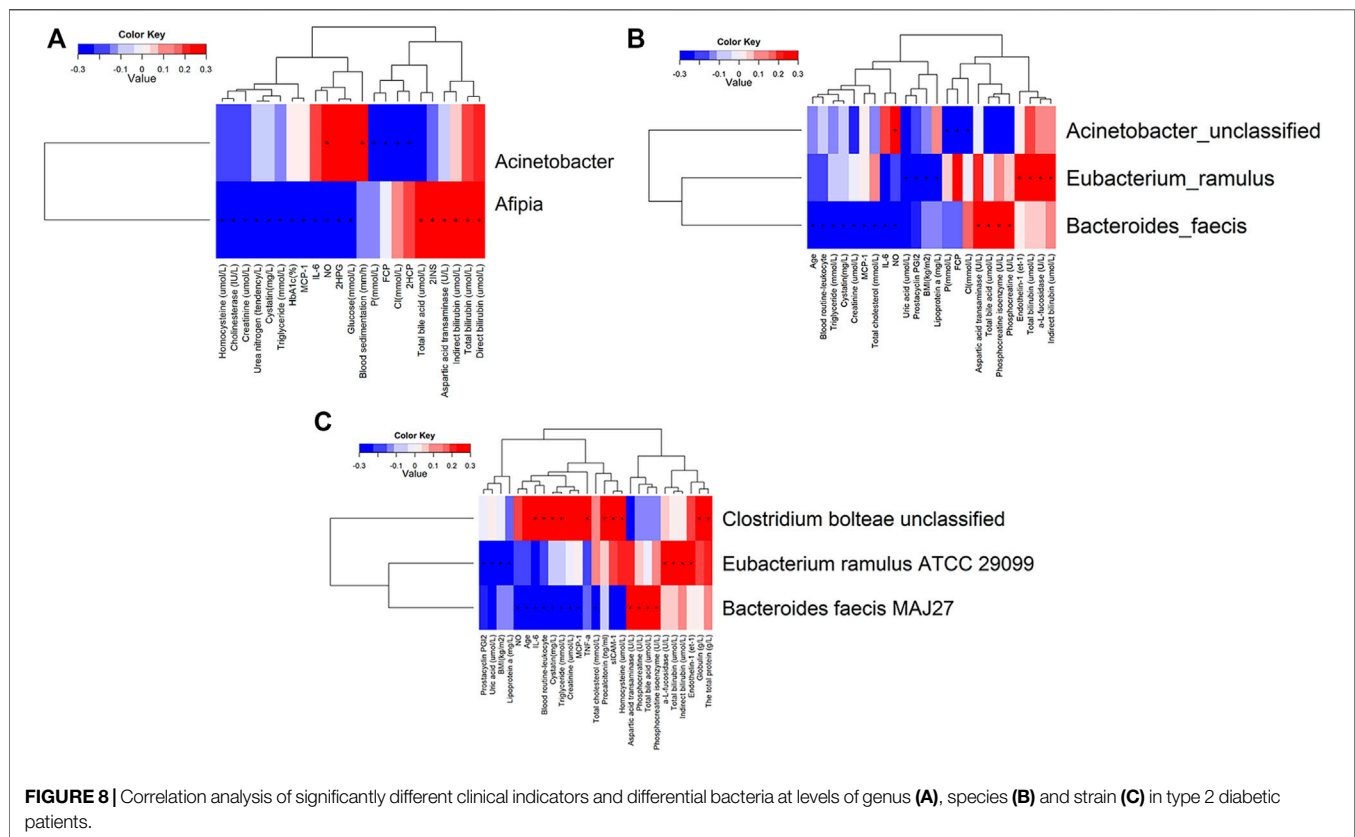 A
Color Key
-0.3 -0.1 0 0.1 0.2 0.3
Value
Acinetobacter
Afipia
Homocysteine (umol/L)
Cholinesterase (IU/L)
Creatinine (umol/L)
Urea nitrogen (tendency/L)
Cystatin(mg/L)
Triglyceride (mmol/L)
HbA1c(%)
MCP-1
IL-6
NO
2HPG
Glucose(mmol/L)
Blood sedimentation (mm/h)
P(mmol/L)
FCP
Cl(mmol/L)
2HCP
Total bile acid (umol/L)
2INS
Aspartic acid transaminase (U/L)
Indirect bilirubin (umol/L)
Total bilirubin (umol/L)
Direct bilirubin (umol/L)
B
Color Key
-0.3 -0.1 0 0.1 0.2 0.3
Value
Acinetobacter_unclassified
Eubacterium_ramulus
Bacteroides_faecis
Age
Blood routine-leukocyte
Triglyceride (mmol/L)
Cystatin(mg/L)
Creatinine (umol/L)
MCP-1
Total cholesterol (mmol/L)
IL-6
NO
Uric acid (umol/L)
Prostacyclin PGI2
BMI(kg/m2)
Lipoprotein a (mg/L)
P(mmol/L)
FCP
Cl(mmol/L)
Aspartic acid transaminase (U/L)
Total bile acid (umol/L)
Phosphocreatine isoenzyme (U/L)
Phosphocreatine (U/L)
Endothelin-1 (et-1)
Total bilirubin (umol/L)
a-L-fucosidase (U/L)
Indirect bilirubin (umol/L)
C
Color Key
-0.3 -0.1 0 0.1 0.2 0.3
Value
Clostridium bolteae unclassified
Eubacterium ramulus ATCC 29099
Bacteroides faecis MAJ27
Prostacyclin PGI2
Uric acid (umol/L)
BMI(kg/m2)
Lipoprotein a (mg/L)
NO
Age
IL-6
Blood routine-leukocyte
Cystatin(mg/L)
Triglyceride (mmol/L)
Creatinine (umol/L)
MCP-1
TNF-a
Total cholesterol (mmol/L)
Procalcitonin (ng/ml)
sICAM-1
Homocysteine (umol/L)
Aspartic acid transaminase (U/L)
Phosphocreatine (U/L)
Total bile acid (umol/L)
Phosphocreatine isoenzyme (U/L)
a-L-fucosidase (U/L)
Total bilirubin (umol/L)
Indirect bilirubin (umol/L)
Endothelin-1 (et-1)
Globulin (g/L)
The total protein (g/L)
FIGURE 8 | Correlation analysis of significantly different clinical indicators and differential bacteria at levels of genus (A), species (B) and strain (C) in type 2 diabetic
patients.